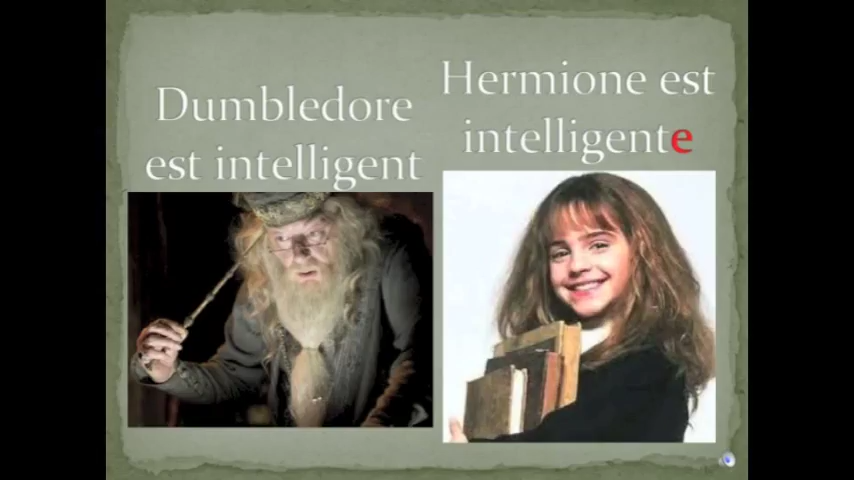 Dumbledore
est intelligent
Hermione est
intelligente